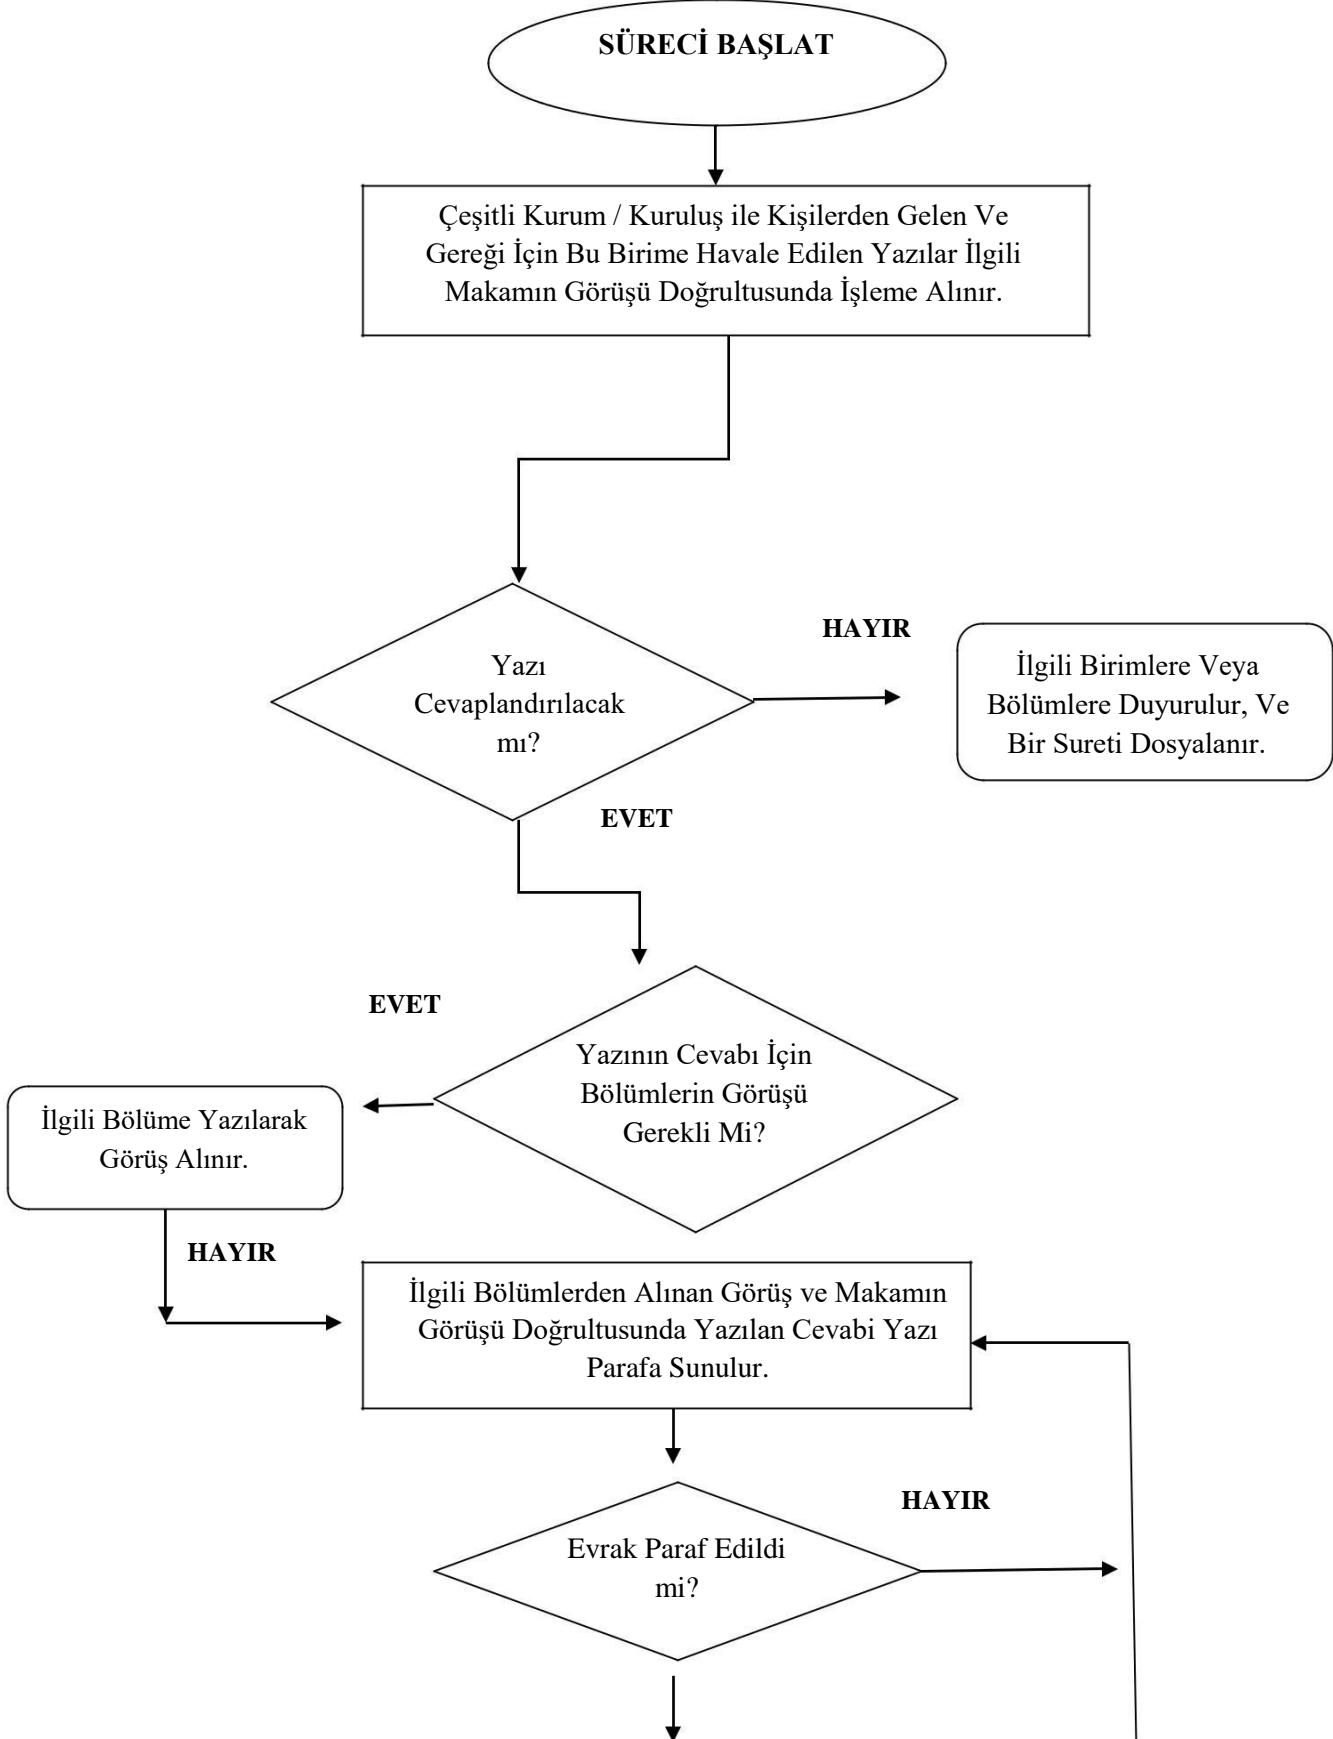 SÜRECİ BAŞLAT
Çeşitli Kurum / Kuruluş ile Kişilerden Gelen Ve
Gereği İçin Bu Birime Havale Edilen Yazılar İlgili
Makamın Görüşü Doğrultusunda İşleme Alınır.
HAYIR
Yazı
Cevaplandırılacak
mı?
İlgili Birimlere Veya
Bölümlere Duyurulur, Ve
Bir Sureti Dosyalanır.
EVET
EVET
Yazının Cevabı İçin
Bölümlerin Görüşü
Gerekli Mi?
İlgili Bölüme Yazılarak
Görüş Alınır.
HAYIR
İlgili Bölümlerden Alınan Görüş ve Makamın
Görüşü Doğrultusunda Yazılan Cevabi Yazı
Parafa Sunulur.
HAYIR
Evrak Paraf Edildi
mi?